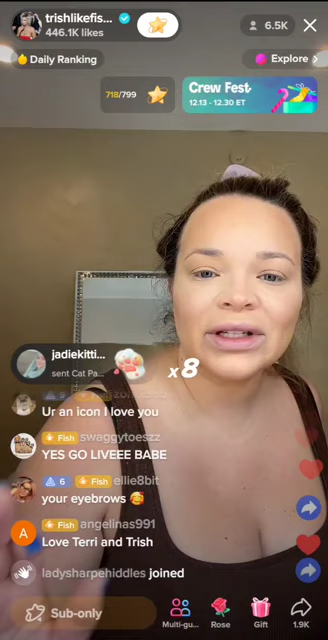 trishlikefis...
446.1K likes
6.5K
Daily Ranking
Explore
718/799
Crew Fest
12.13 - 12.30 ET
jadiekitti...
sent Cat Pa...
x8
Ur an icon I love you
Fish swaggytoeszz
YES GO LIVEEE BABE
6 Fish ellie8bit
your eyebrows 🥰
A
Fish angelinas991
Love Terri and Trish
ladysharpehiddles joined
Sub-only
Multi-gu...
Rose
Gift
1.9K